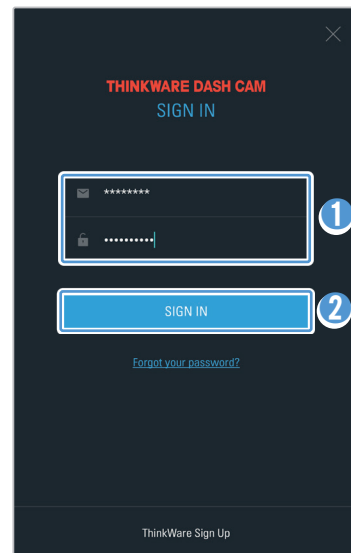 THINKWARE DASH CAM
SIGN IN
********
••••••••••
1
SIGN IN
2
Forgot your password?
ThinkWare Sign Up